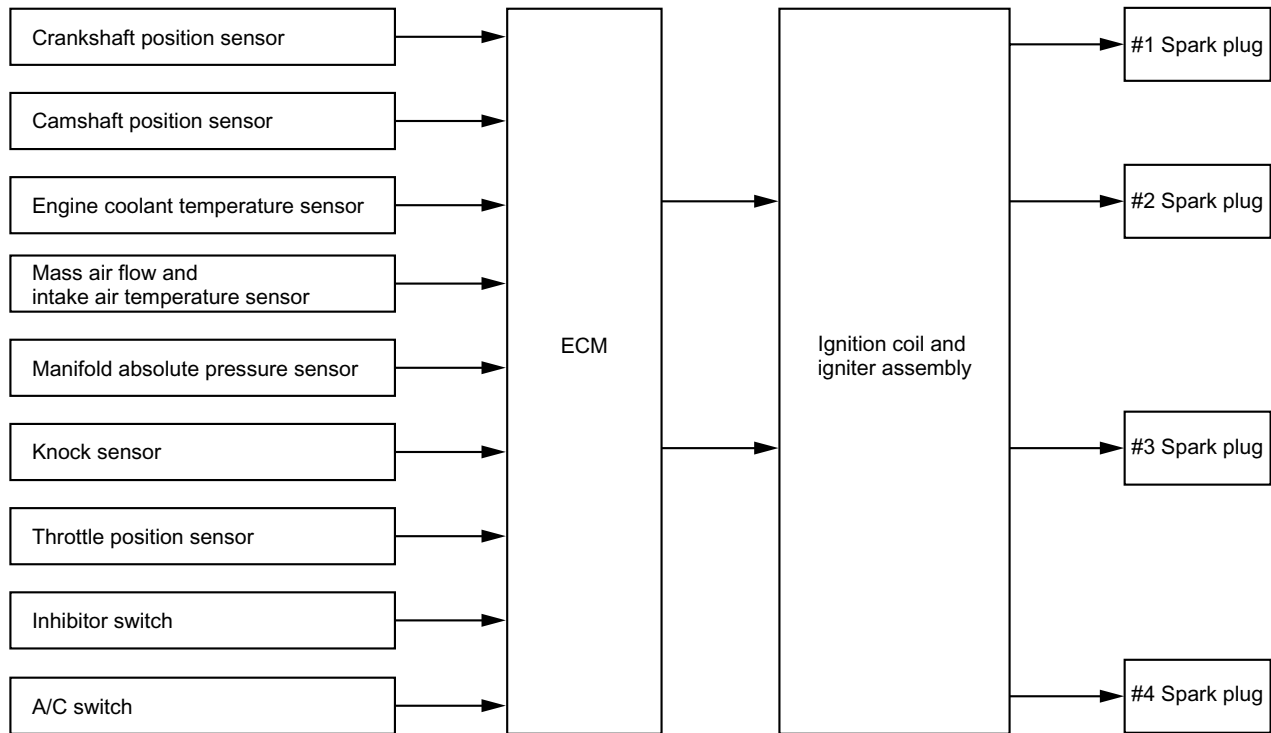 Crankshaft position sensor
Camshaft position sensor
Engine coolant temperature sensor
Mass air flow and
intake air temperature sensor
Manifold absolute pressure sensor
Knock sensor
Throttle position sensor
Inhibitor switch
A/C switch
ECM
Ignition coil and
igniter assembly
#1 Spark plug
#2 Spark plug
#3 Spark plug
#4 Spark plug